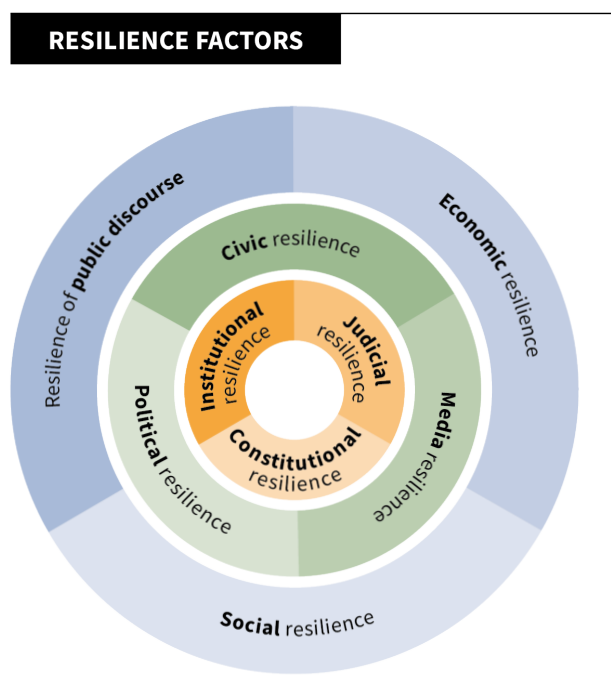 RESILIENCE FACTORS
Resilience of public discourse
Economic resilience
Social resilience
Civic resilience
Media resilience
Political resilience
Institutional
resilience
Judicial
resilience
Constitutional
resilience